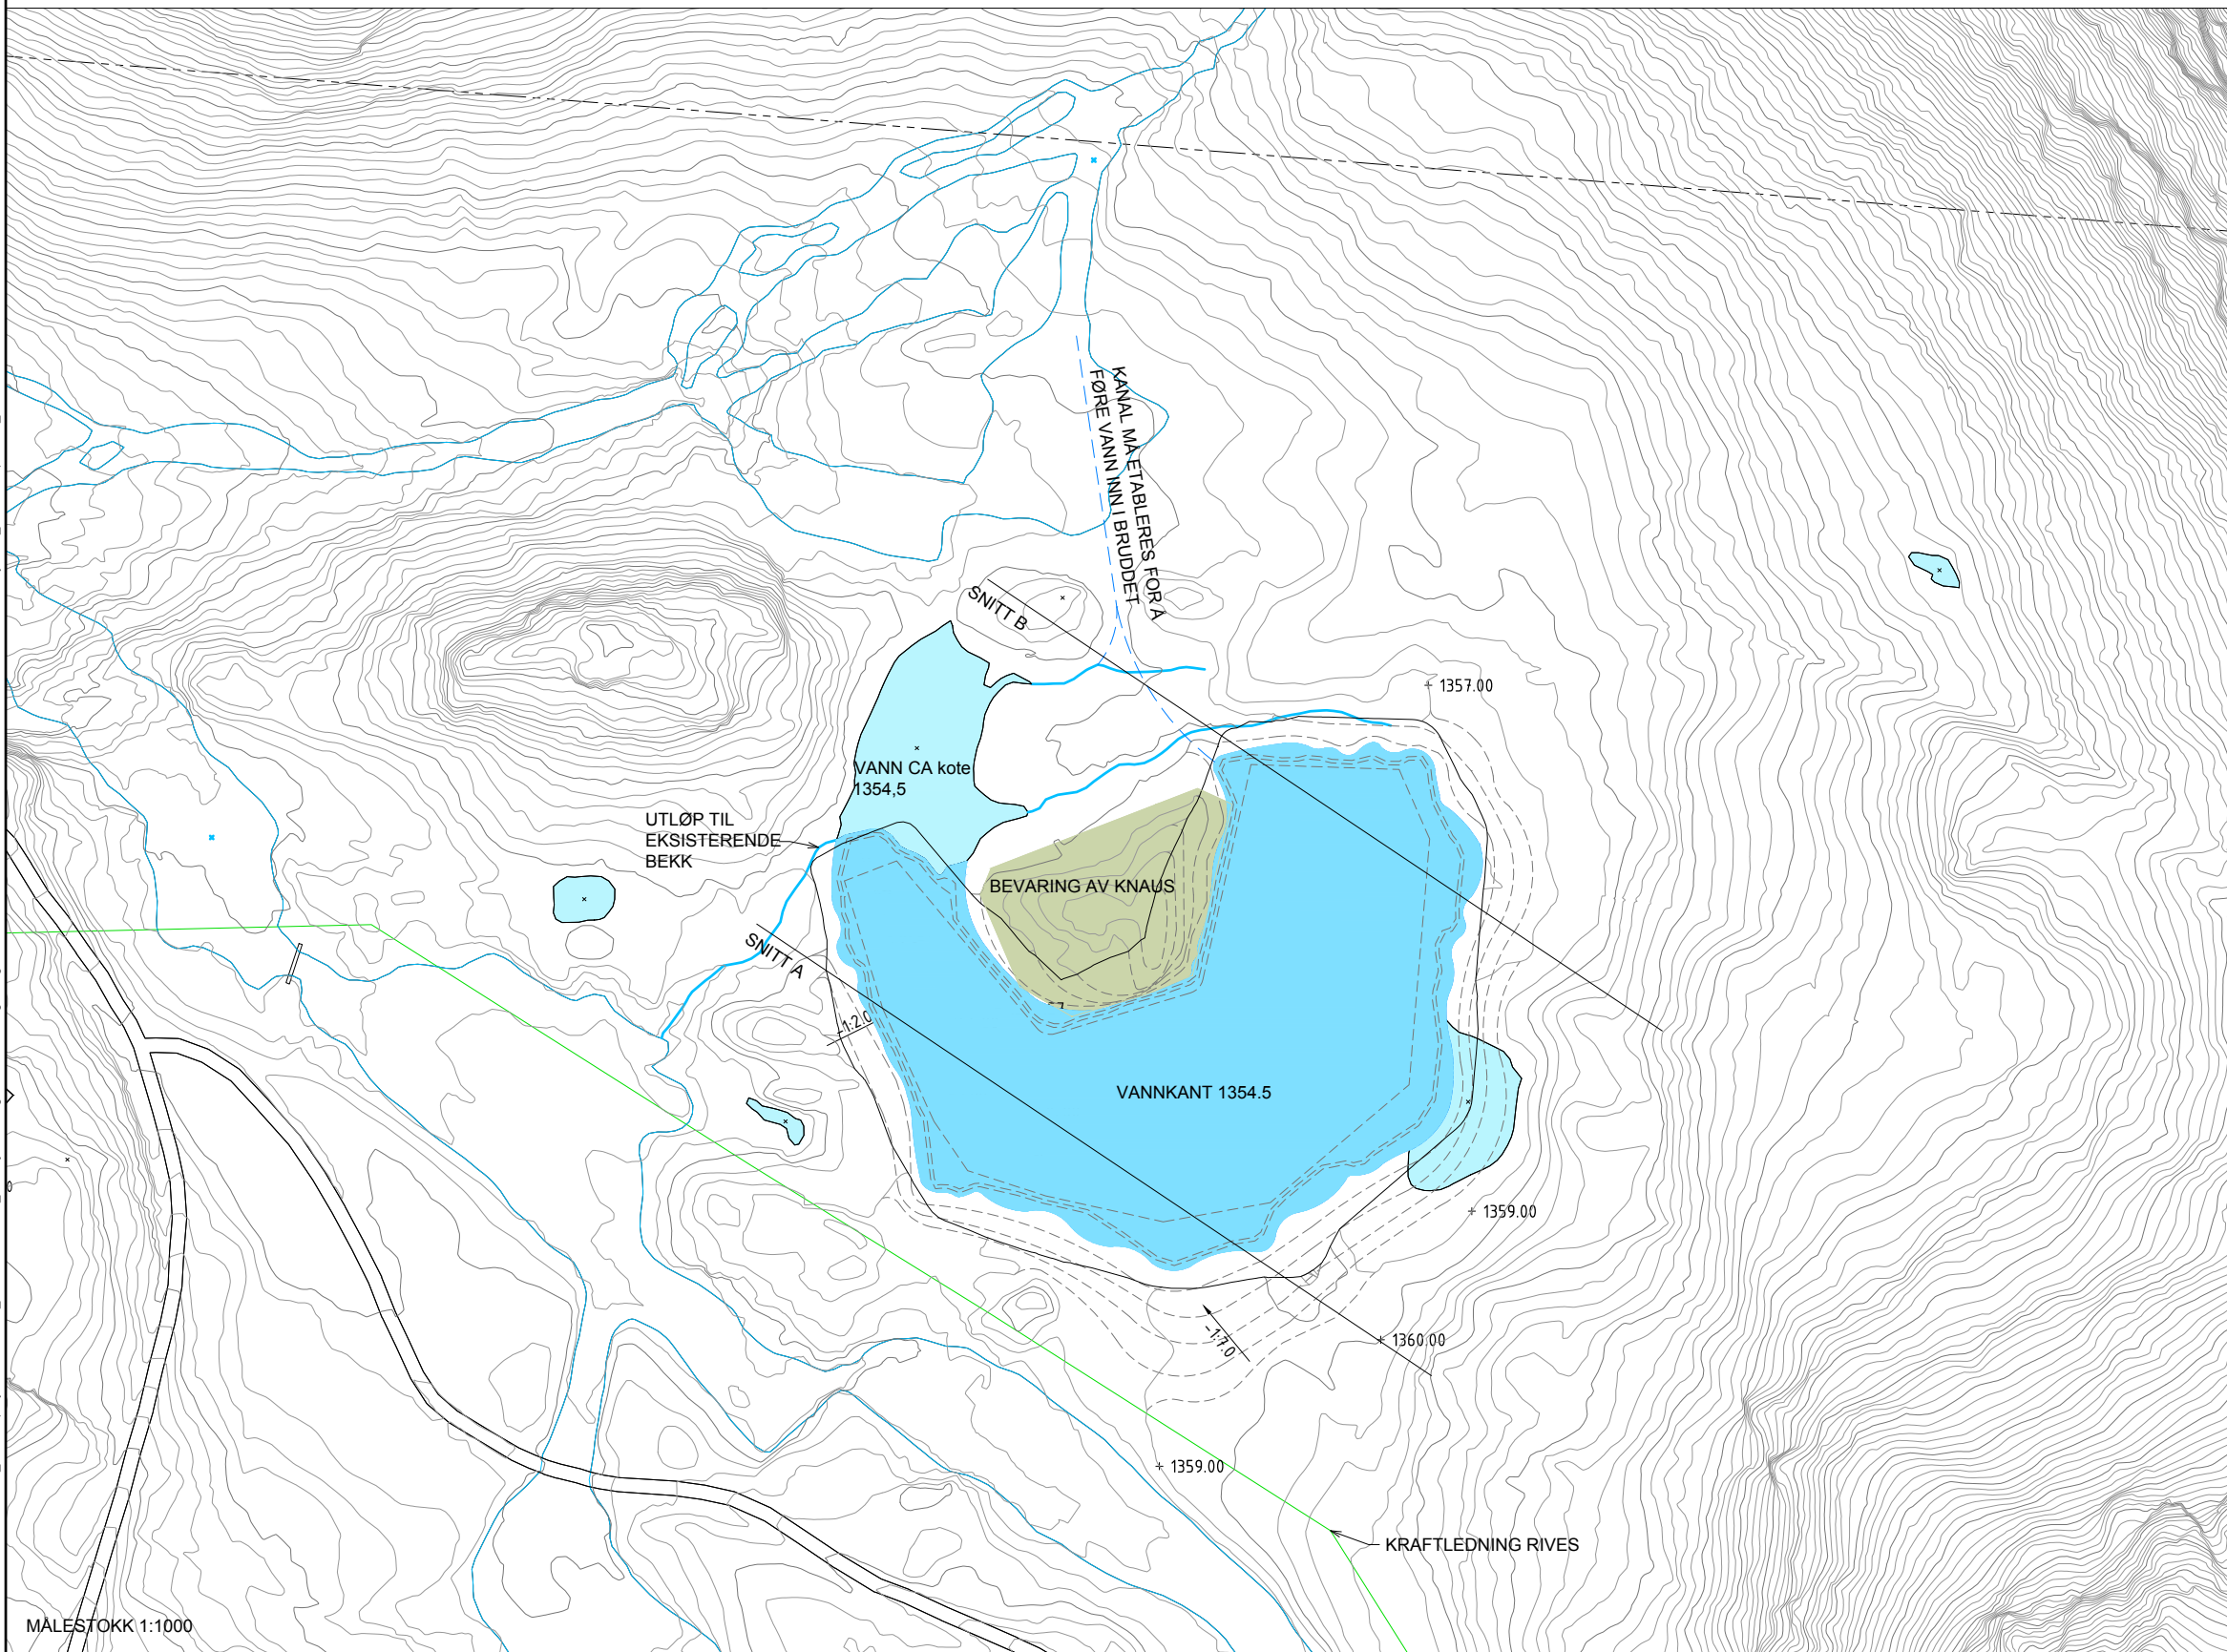 KANAL MÅ ETABLERES FOR Å
FØRE VANN INN I BRUDDET
SNITT B
+ 1357.00
VANN CA kote
1354,5
UTLØP TIL
EKSISTERENDE
BEKK
BEVARING AV KNAUS
SNITT A
-1:2.0
VANNKANT 1354.5
+ 1359.00
-1:7.0
+ 1360.00
+ 1359.00
KRAFTLEDNING RIVES
MÅLESTOKK 1:1000